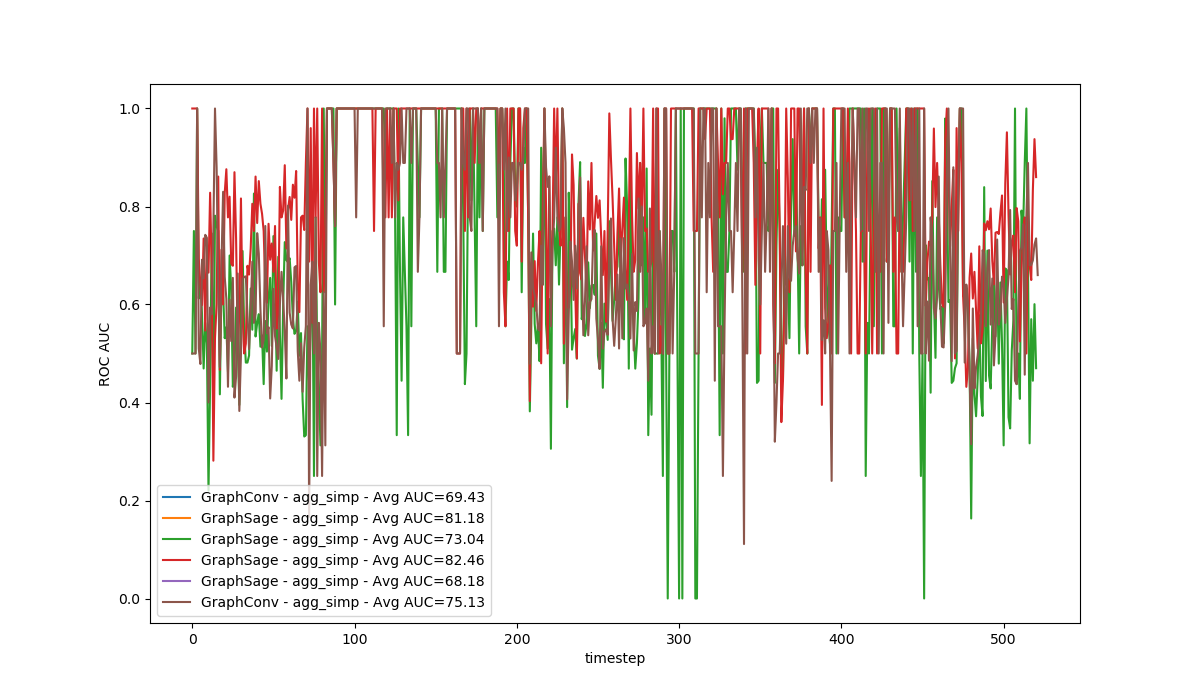 1.0
0.8
0.6
0.4
0.2
0.0
ROC AUC
GraphConv - agg_simp - Avg AUC=69.43
GraphSage - agg_simp - Avg AUC=81.18
GraphSage - agg_simp - Avg AUC=73.04
GraphSage - agg_simp - Avg AUC=82.46
GraphSage - agg_simp - Avg AUC=68.18
GraphConv - agg_simp - Avg AUC=75.13
0 100 200 300 400 500
timestep